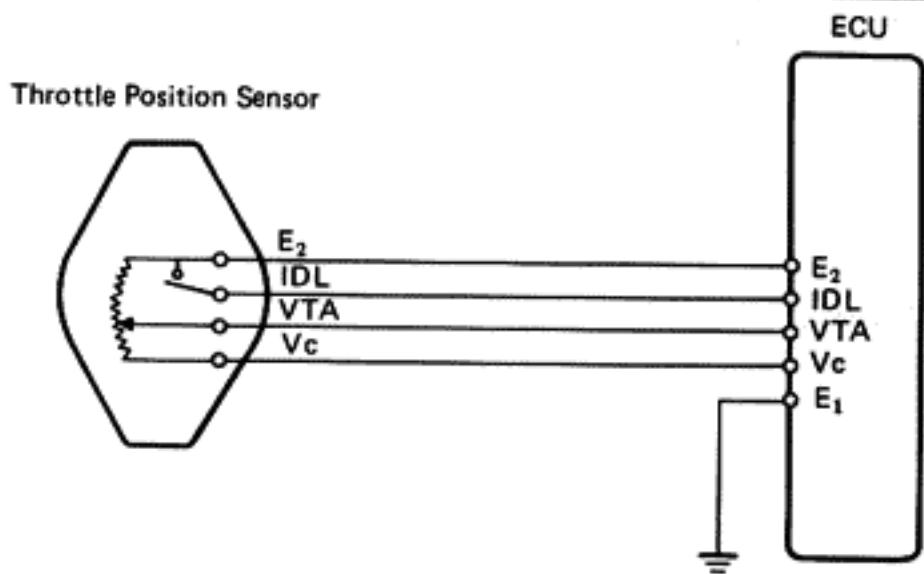 ECU
Throttle Position Sensor
E₂
IDL
VTA
Vc
E₂
IDL
VTA
Vc
E₁